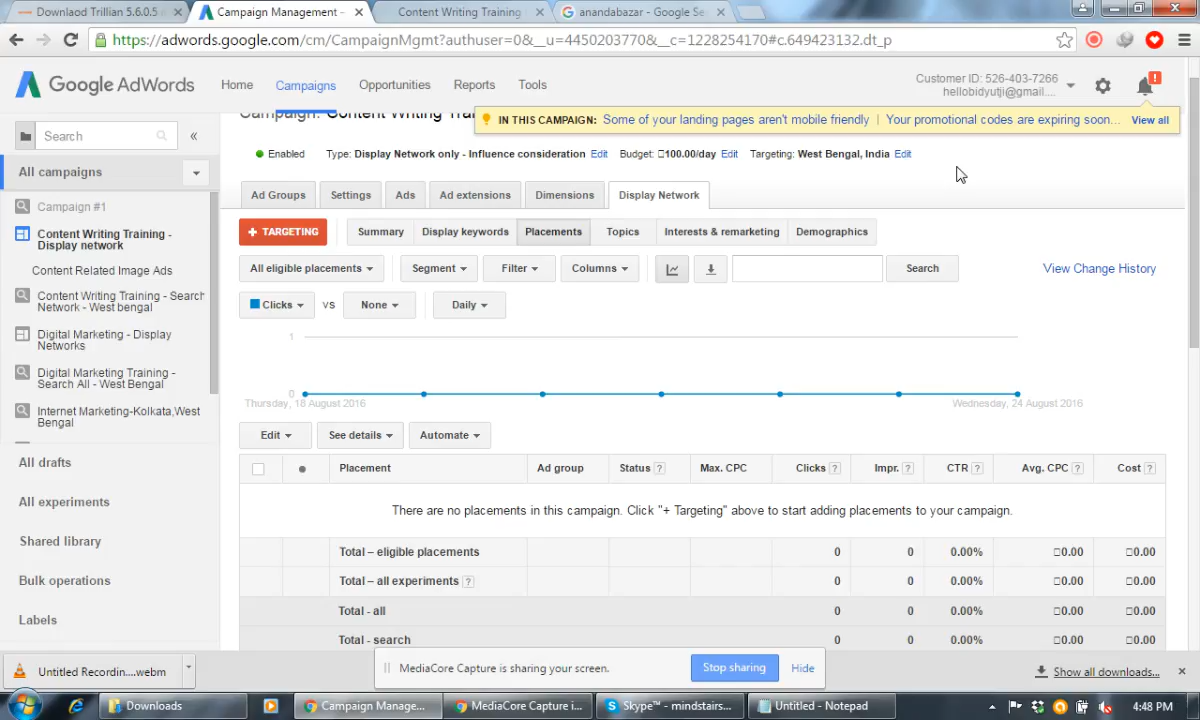 Downlaod Trillian 5.6.0.5
Campaign Management -
Content Writing Training
anandabazar - Google Se
https://adwords.google.com/cm/CampaignMgmt?authuser=0&__u=4450203770&__c=1228254170#c.649423132.dt_p
Google AdWords
Home
Campaigns
Opportunities
Reports
Tools
Customer ID: 526-403-7266
hellobidyutji@gmail....
Campaign: Content Writing Trai
IN THIS CAMPAIGN: Some of your landing pages aren't mobile friendly | Your promotional codes are expiring soon... View all
Search
Enabled Type: Display Network only - Influence consideration Edit Budget: □100.00/day Edit Targeting: West Bengal, India Edit
All campaigns
Ad Groups
Settings
Ads
Ad extensions
Dimensions
Display Network
Campaign #1
Content Writing Training -
Display network
Content Related Image Ads
Content Writing Training - Search
Network - West bengal
Digital Marketing - Display
Networks
Digital Marketing Training -
Search All - West Bengal
Internet Marketing-Kolkata,West
Bengal
All drafts
All experiments
Shared library
Bulk operations
Labels
+ TARGETING
Summary
Display keywords
Placements
Topics
Interests & remarketing
Demographics
All eligible placements
Segment
Filter
Columns
Search
View Change History
Clicks
VS
None
Daily
1
0
Thursday, 18 August 2016
Wednesday, 24 August 2016
Edit
See details
Automate
Placement Ad group Status ? Max. CPC Clicks ? Impr. ? CTR ? Avg. CPC ? Cost ?
There are no placements in this campaign. Click "+ Targeting" above to start adding placements to your campaign.
Total – eligible placements 0 0 0.00% □0.00 □0.00
Total – all experiments ? 0 0 0.00% □0.00 □0.00
Total - all 0 0 0.00% □0.00 □0.00
Total - search 0 0 0.00% □0.00 □0.00
Untitled Recordin....webm
MediaCore Capture is sharing your screen.
Stop sharing
Hide
Show all downloads...
Downloads
Campaign Manage...
MediaCore Capture i...
Skype™ - mindstairs...
Untitled - Notepad
4:48 PM